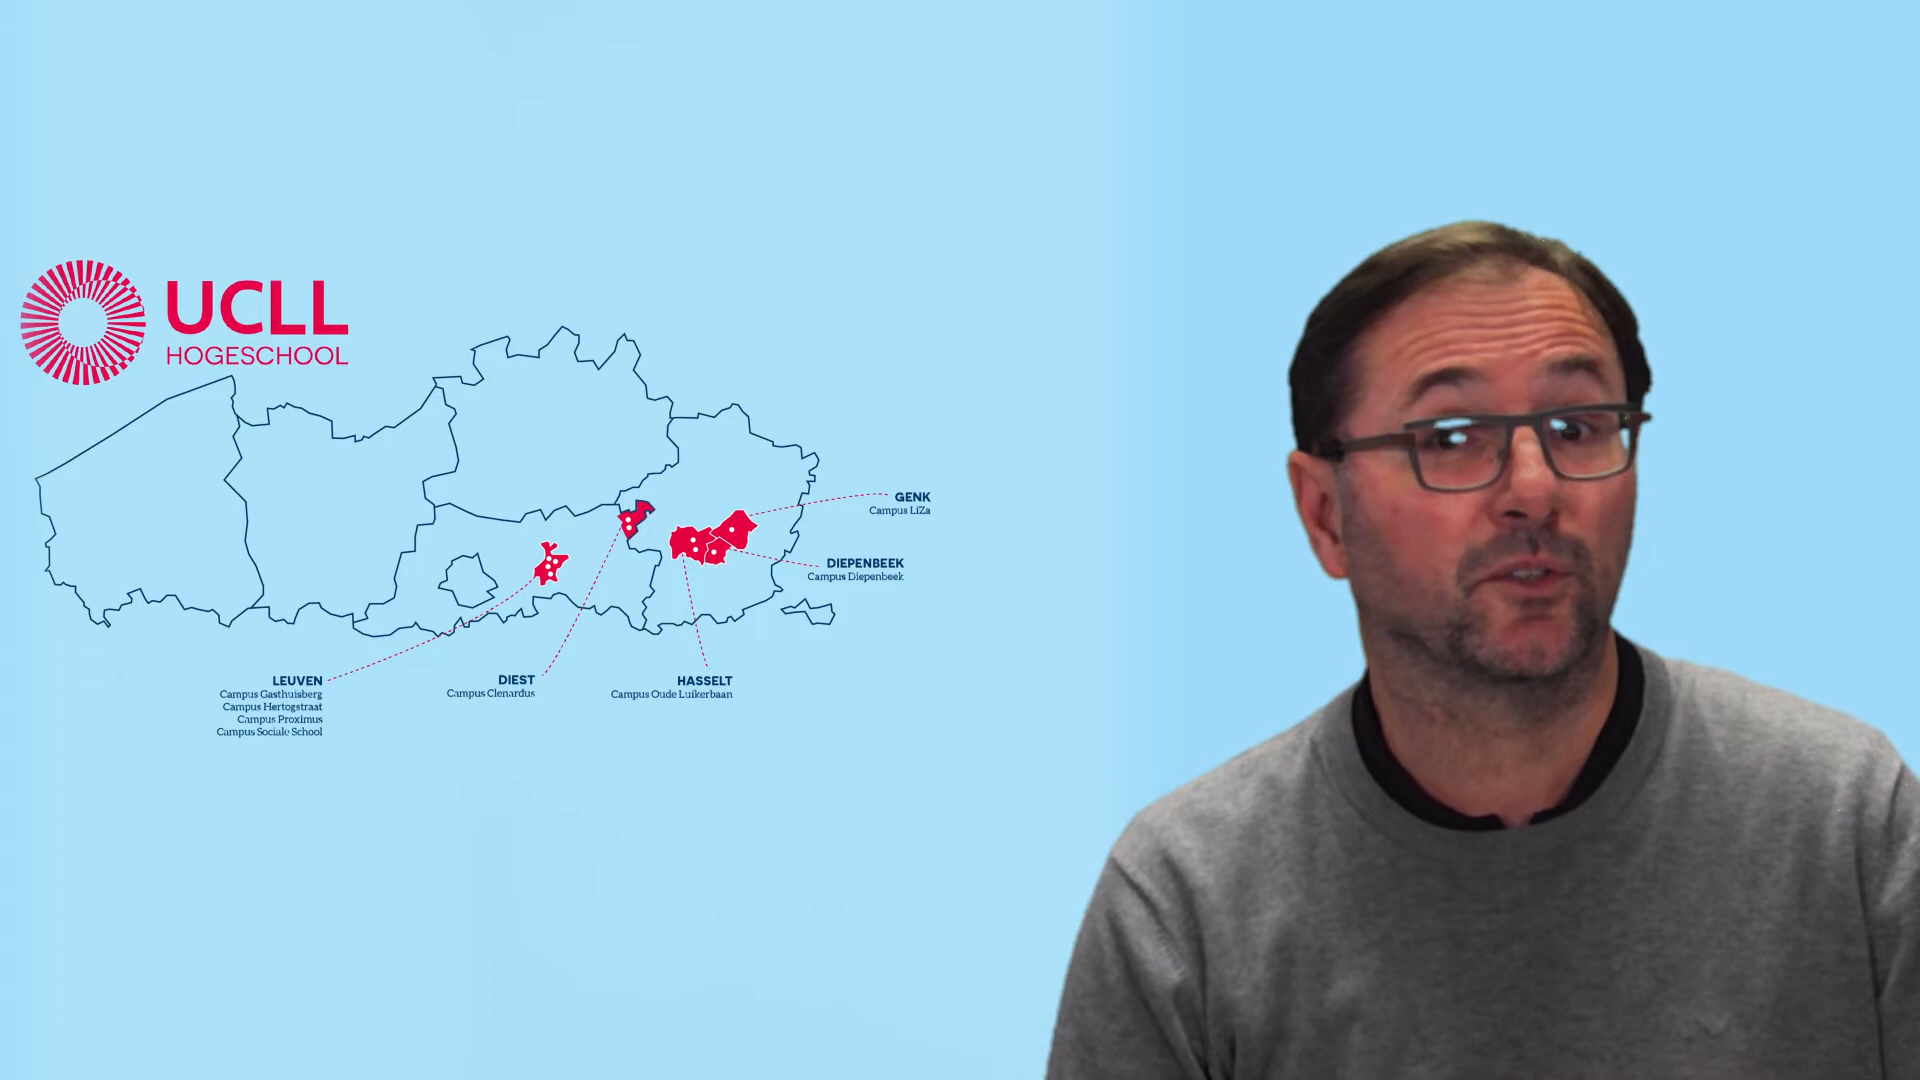 UCLL
HOGESCHOOL
GENK
Campus LiZa
DIEPENBEEK
Campus Diepenbeek
LEUVEN
Campus Gasthuisberg
Campus Hertogstraat
Campus Proximus
Campus Sociale School
DIEST
Campus Clenardus
HASSELT
Campus Oude Luikerbaan